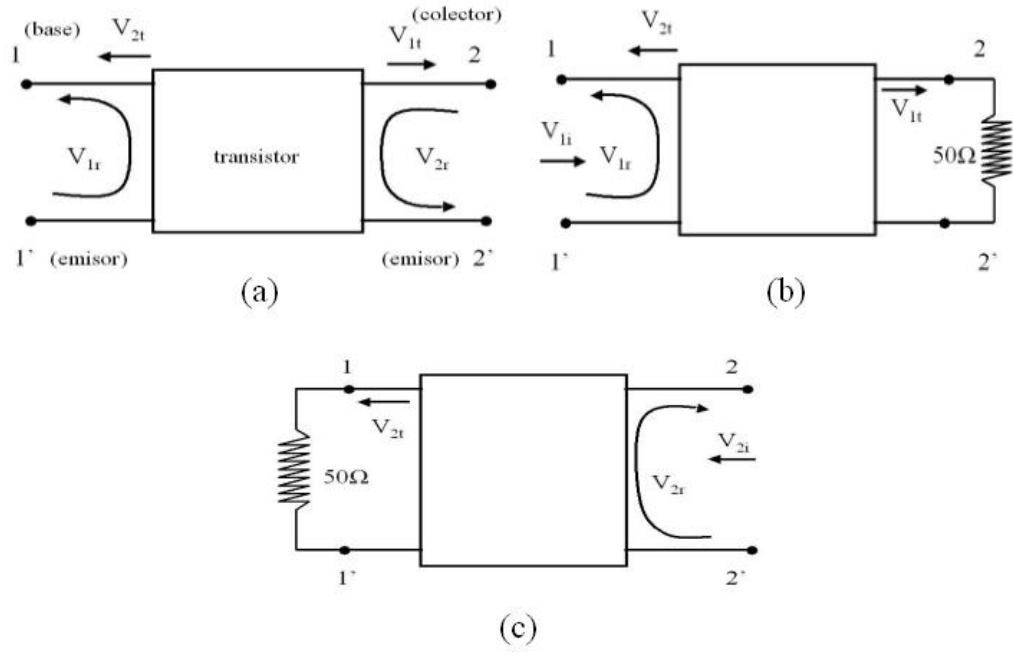 (base) V2t V1t (colector)
1 2
V1r transistor V2r
1` (emisor) (emisor) 2`
(a)
V2t
1 2
V1i V1r V1t 50Ω
1` 2`
(b)
1 2
V2t V2i
50Ω V2r
1` 2`
(c)